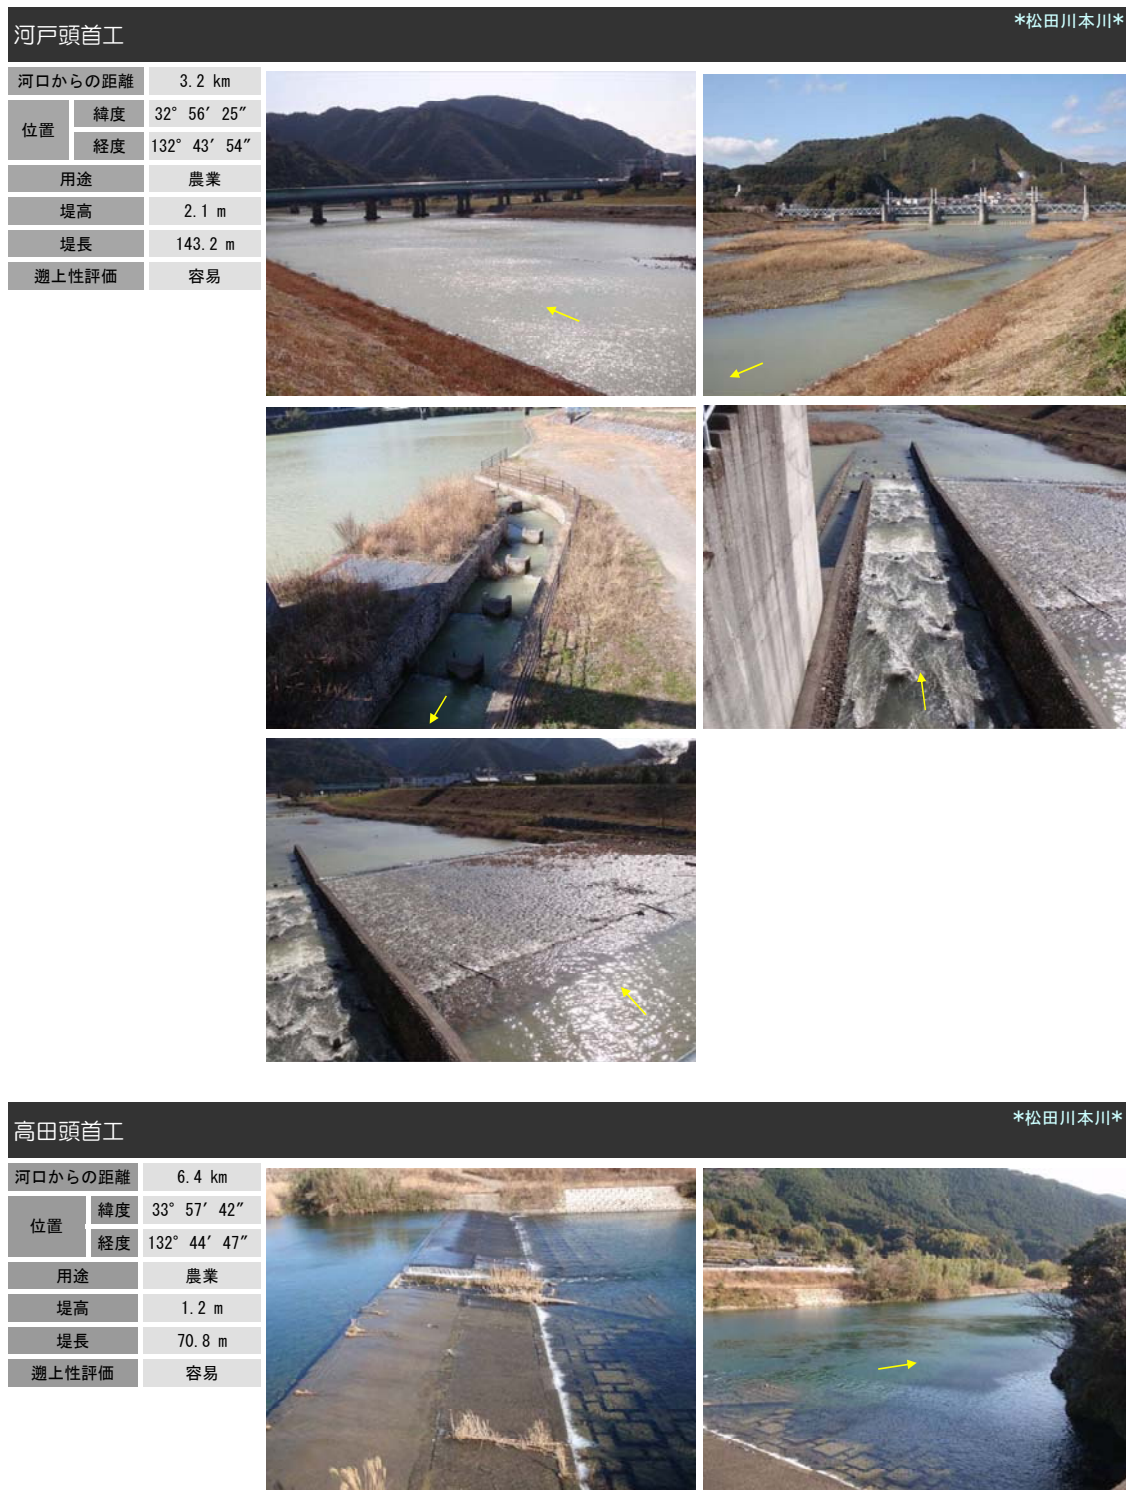 河戸頭首工
*松田川本川*
河口からの距離 3.2 km
位置 緯度 32° 56′ 25″
経度 132° 43′ 54″
用途 農業
堤高 2.1 m
堤長 143.2 m
遡上性評価 容易
高田頭首工
*松田川本川*
河口からの距離 6.4 km
位置 緯度 33° 57′ 42″
経度 132° 44′ 47″
用途 農業
堤高 1.2 m
堤長 70.8 m
遡上性評価 容易